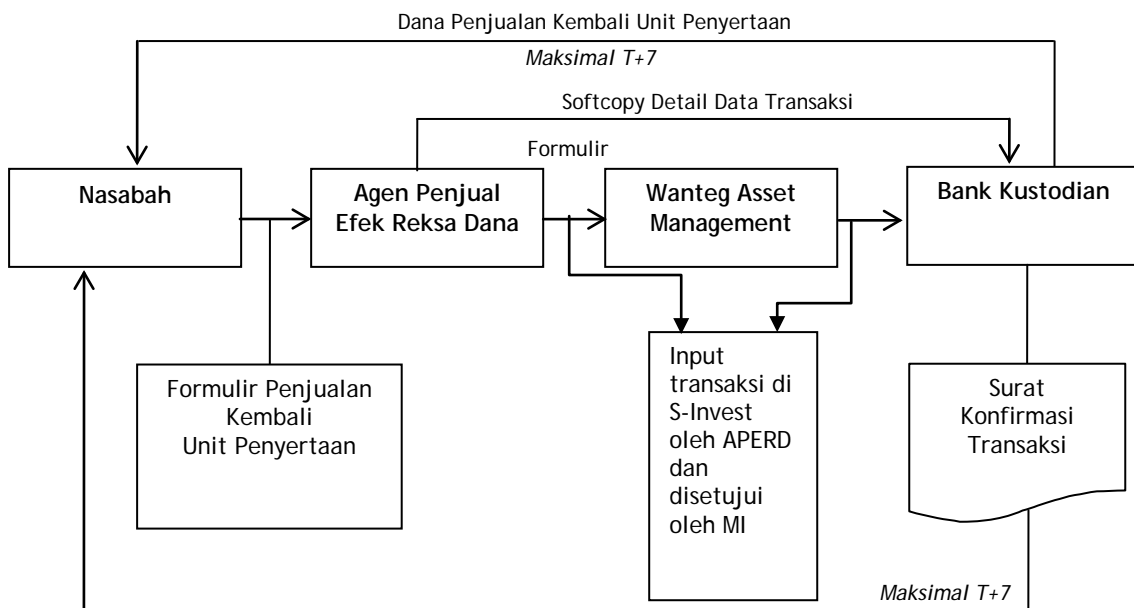 Dana Penjualan Kembali Unit Penyertaan
Maksimal T+7
Softcopy Detail Data Transaksi
Formulir
Nasabah
Agen Penjual
Efek Reksa Dana
Wanteg Asset
Management
Bank Kustodian
Formulir Penjualan
Kembali
Unit Penyertaan
Input
transaksi di
S-Invest
oleh APERD
dan
disetujui
oleh MI
Surat
Konfirmasi
Transaksi
Maksimal T+7